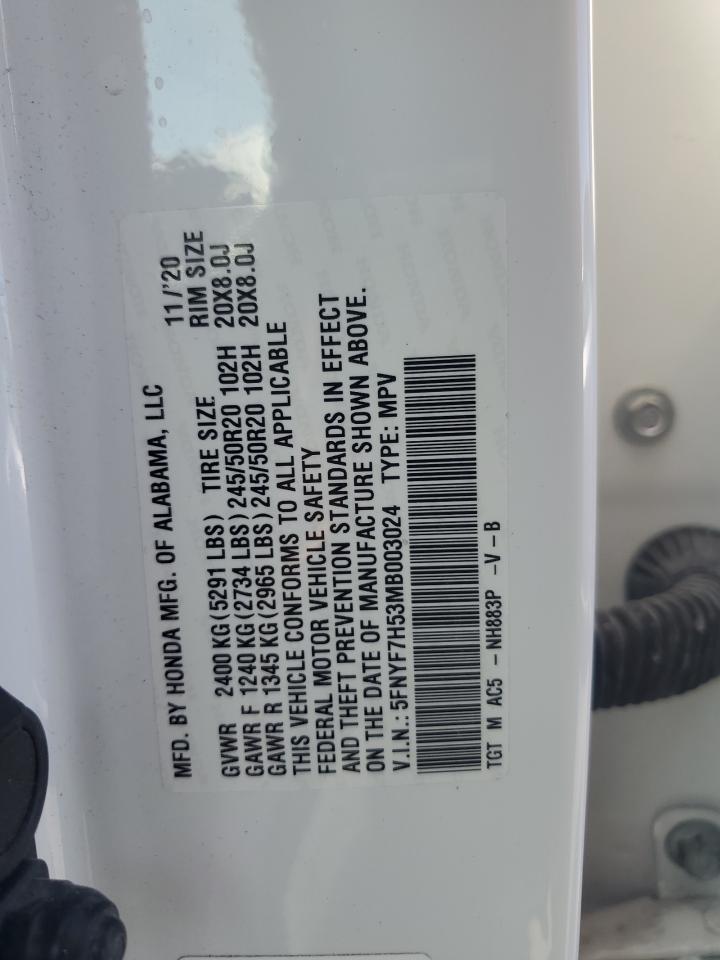 MFD. BY HONDA MFG. OF ALABAMA, LLC 11/'20
GVWR 2400 KG (5291 LBS) TIRE SIZE RIM SIZE
GAWR F 1240 KG (2734 LBS) 245/50R20 102H 20X8.0J
GAWR R 1345 KG (2965 LBS) 245/50R20 102H 20X8.0J
THIS VEHICLE CONFORMS TO ALL APPLICABLE
FEDERAL MOTOR VEHICLE SAFETY
AND THEFT PREVENTION STANDARDS IN EFFECT
ON THE DATE OF MANUFACTURE SHOWN ABOVE.
V.I.N.: 5FNYF7H53MB003024 TYPE: MPV
TGT M AC5 - NH883P -V -B